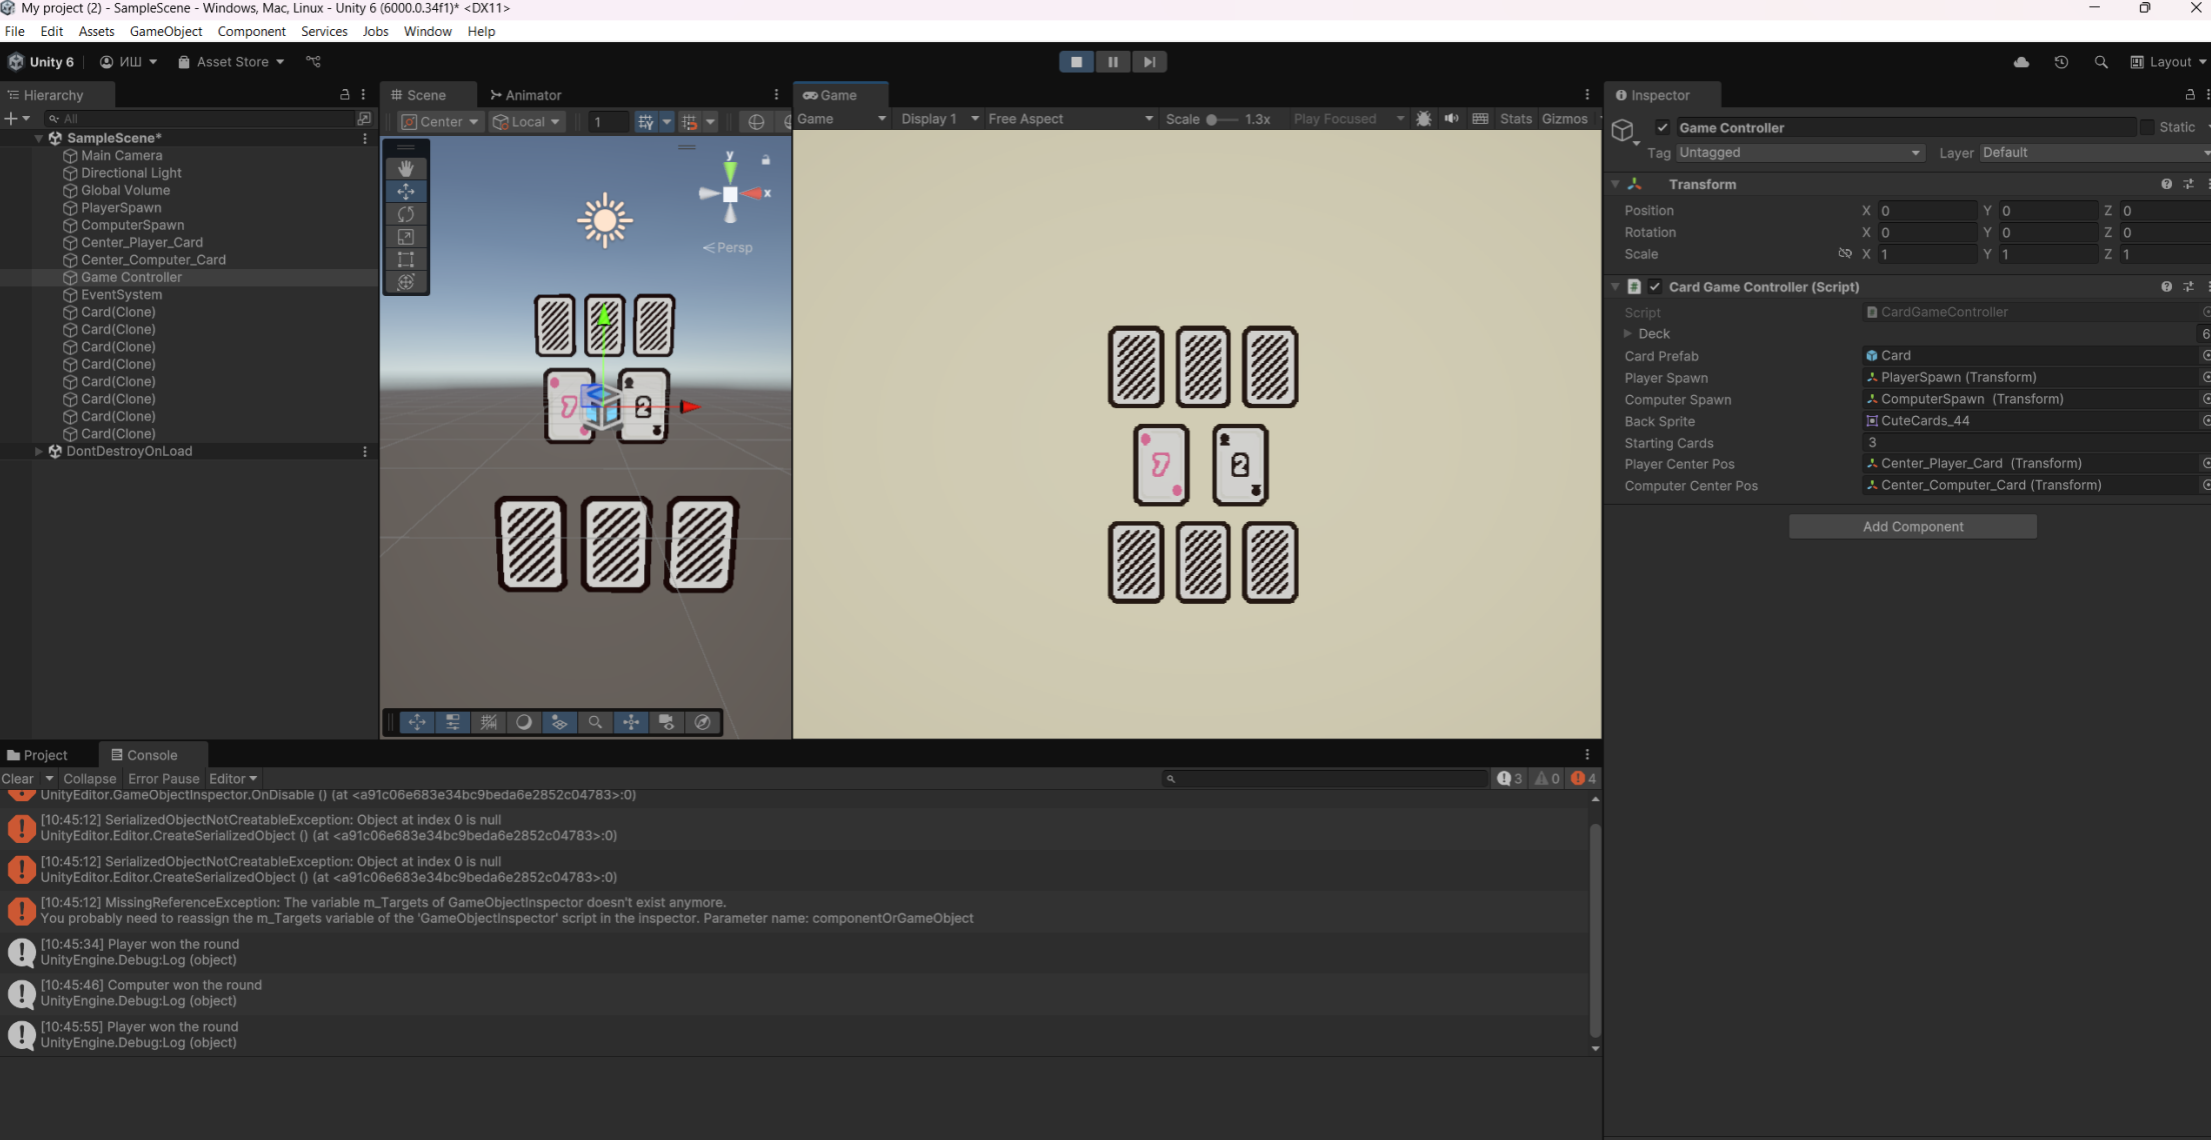 My project (2) - SampleScene - Windows, Mac, Linux - Unity 6 (6000.0.34f1)* <DX11>
File Edit Assets GameObject Component Services Jobs Window Help
Unity 6 ИШ Asset Store Layout
Hierarchy
All
SampleScene*
Main Camera
Directional Light
Global Volume
PlayerSpawn
ComputerSpawn
Center_Player_Card
Center_Computer_Card
Game Controller
EventSystem
Card(Clone)
Card(Clone)
Card(Clone)
Card(Clone)
Card(Clone)
Card(Clone)
Card(Clone)
Card(Clone)
DontDestroyOnLoad
Scene Animator
Center Local 1
y
x
Persp
7 2
Game
Game Display 1 Free Aspect Scale 1.3x Play Focused Stats Gizmos
7 2
Inspector
Game Controller Static
Tag Untagged Layer Default
Transform
Position X 0 Y 0 Z 0
Rotation X 0 Y 0 Z 0
Scale X 1 Y 1 Z 1
Card Game Controller (Script)
Script CardGameController
Deck 6
Card Prefab Card
Player Spawn PlayerSpawn (Transform)
Computer Spawn ComputerSpawn (Transform)
Back Sprite CuteCards_44
Starting Cards 3
Player Center Pos Center_Player_Card (Transform)
Computer Center Pos Center_Computer_Card (Transform)
Add Component
Project Console
Clear Collapse Error Pause Editor 3 0 4
UnityEditor.GameObjectInspector.OnDisable () (at <a91c06e683e34bc9beda6e2852c04783>:0)
[10:45:12] SerializedObjectNotCreatableException: Object at index 0 is null
UnityEditor.Editor.CreateSerializedObject () (at <a91c06e683e34bc9beda6e2852c04783>:0)
[10:45:12] SerializedObjectNotCreatableException: Object at index 0 is null
UnityEditor.Editor.CreateSerializedObject () (at <a91c06e683e34bc9beda6e2852c04783>:0)
[10:45:12] MissingReferenceException: The variable m_Targets of GameObjectInspector doesn't exist anymore.
You probably need to reassign the m_Targets variable of the 'GameObjectInspector' script in the inspector. Parameter name: componentOrGameObject
[10:45:34] Player won the round
UnityEngine.Debug:Log (object)
[10:45:46] Computer won the round
UnityEngine.Debug:Log (object)
[10:45:55] Player won the round
UnityEngine.Debug:Log (object)